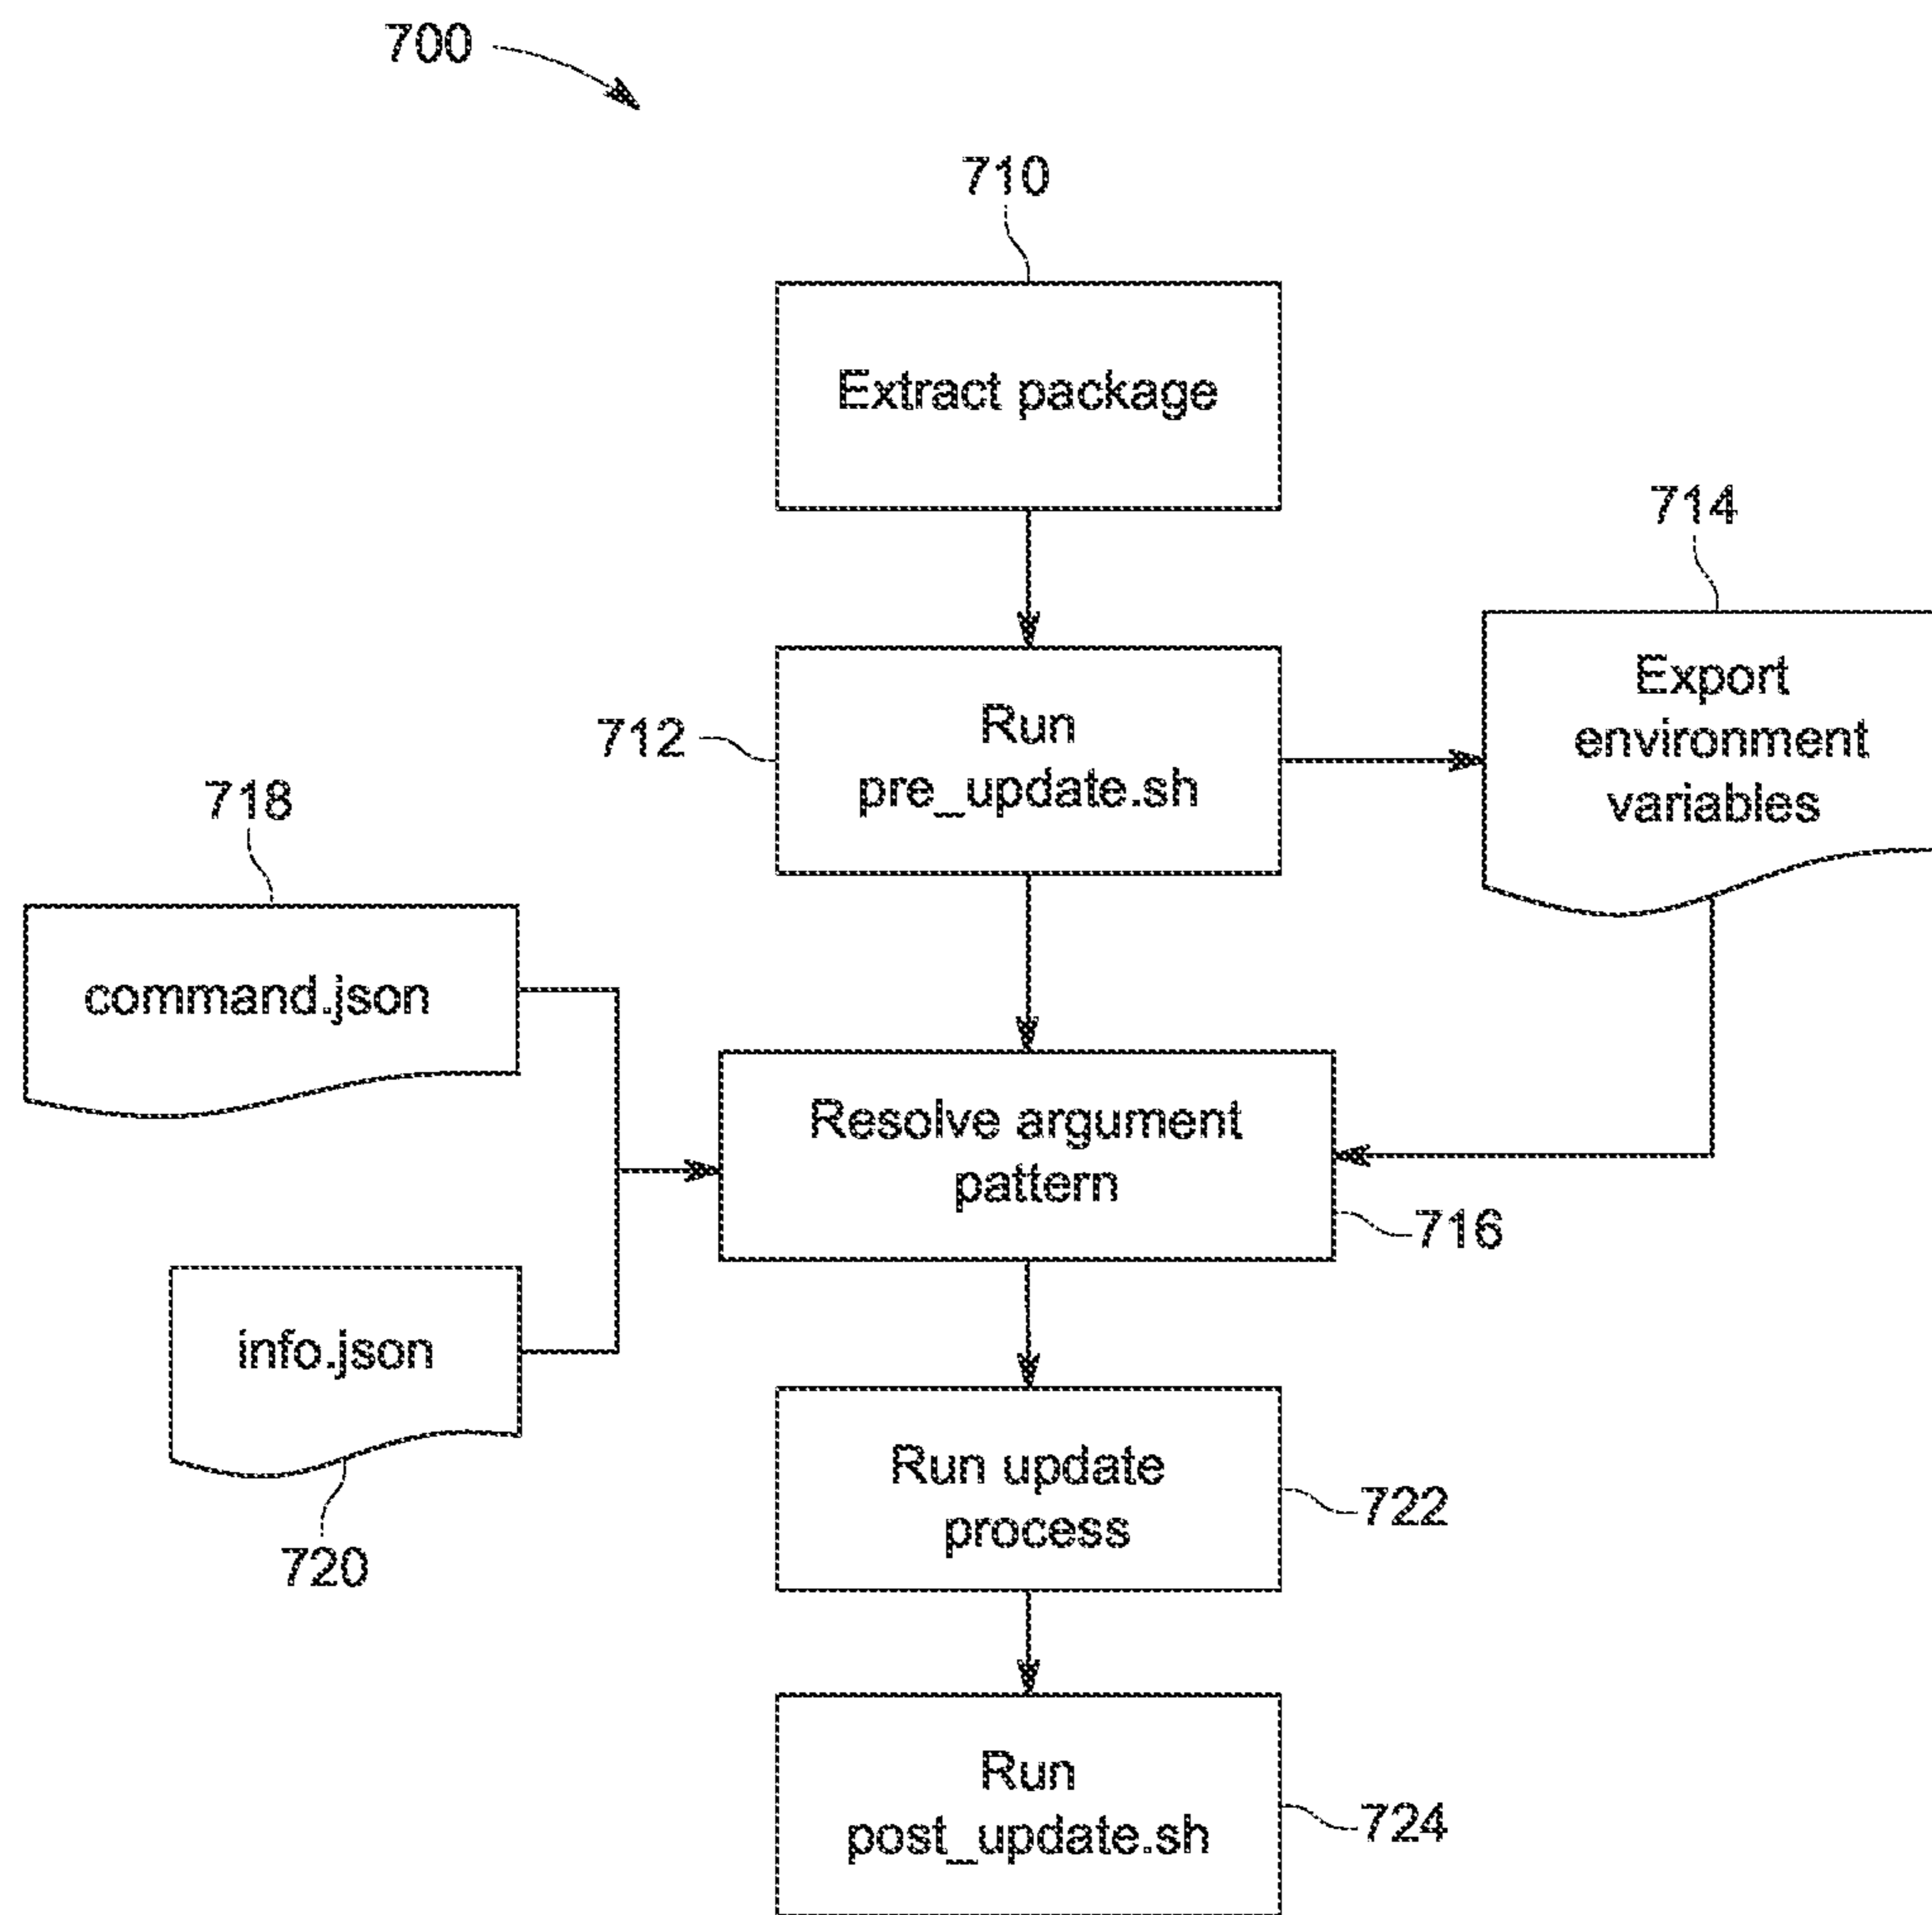 700
710
Extract package
714
Export
environment
variables
712
Run
pre_update.sh
718
command.json
Resolve argument
pattern
716
info.json
720
Run update
process
722
Run
post_update.sh
724